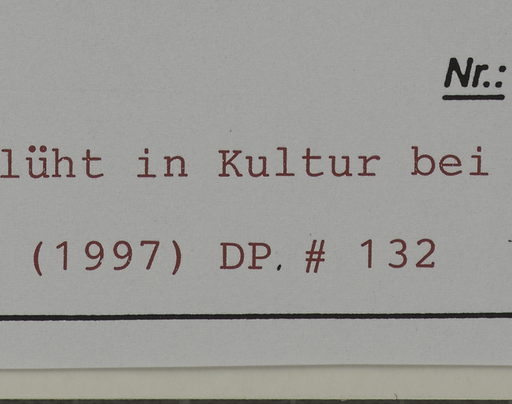 Nr.:
lüht in Kultur bei
(1997) DP. # 132